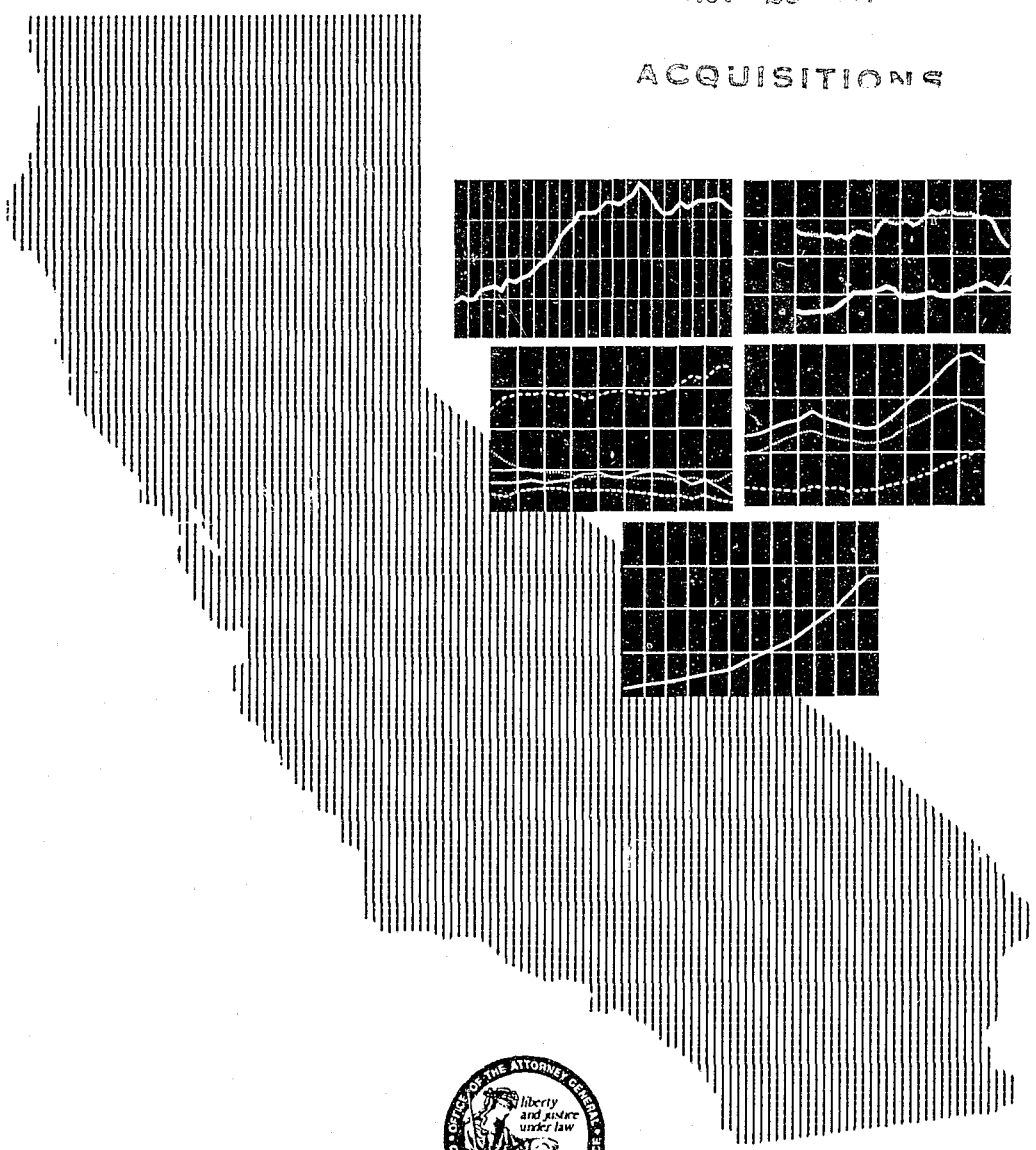 ACQUISITIONS
OFFICE OF THE ATTORNEY GENERAL
liberty
and justice
under law